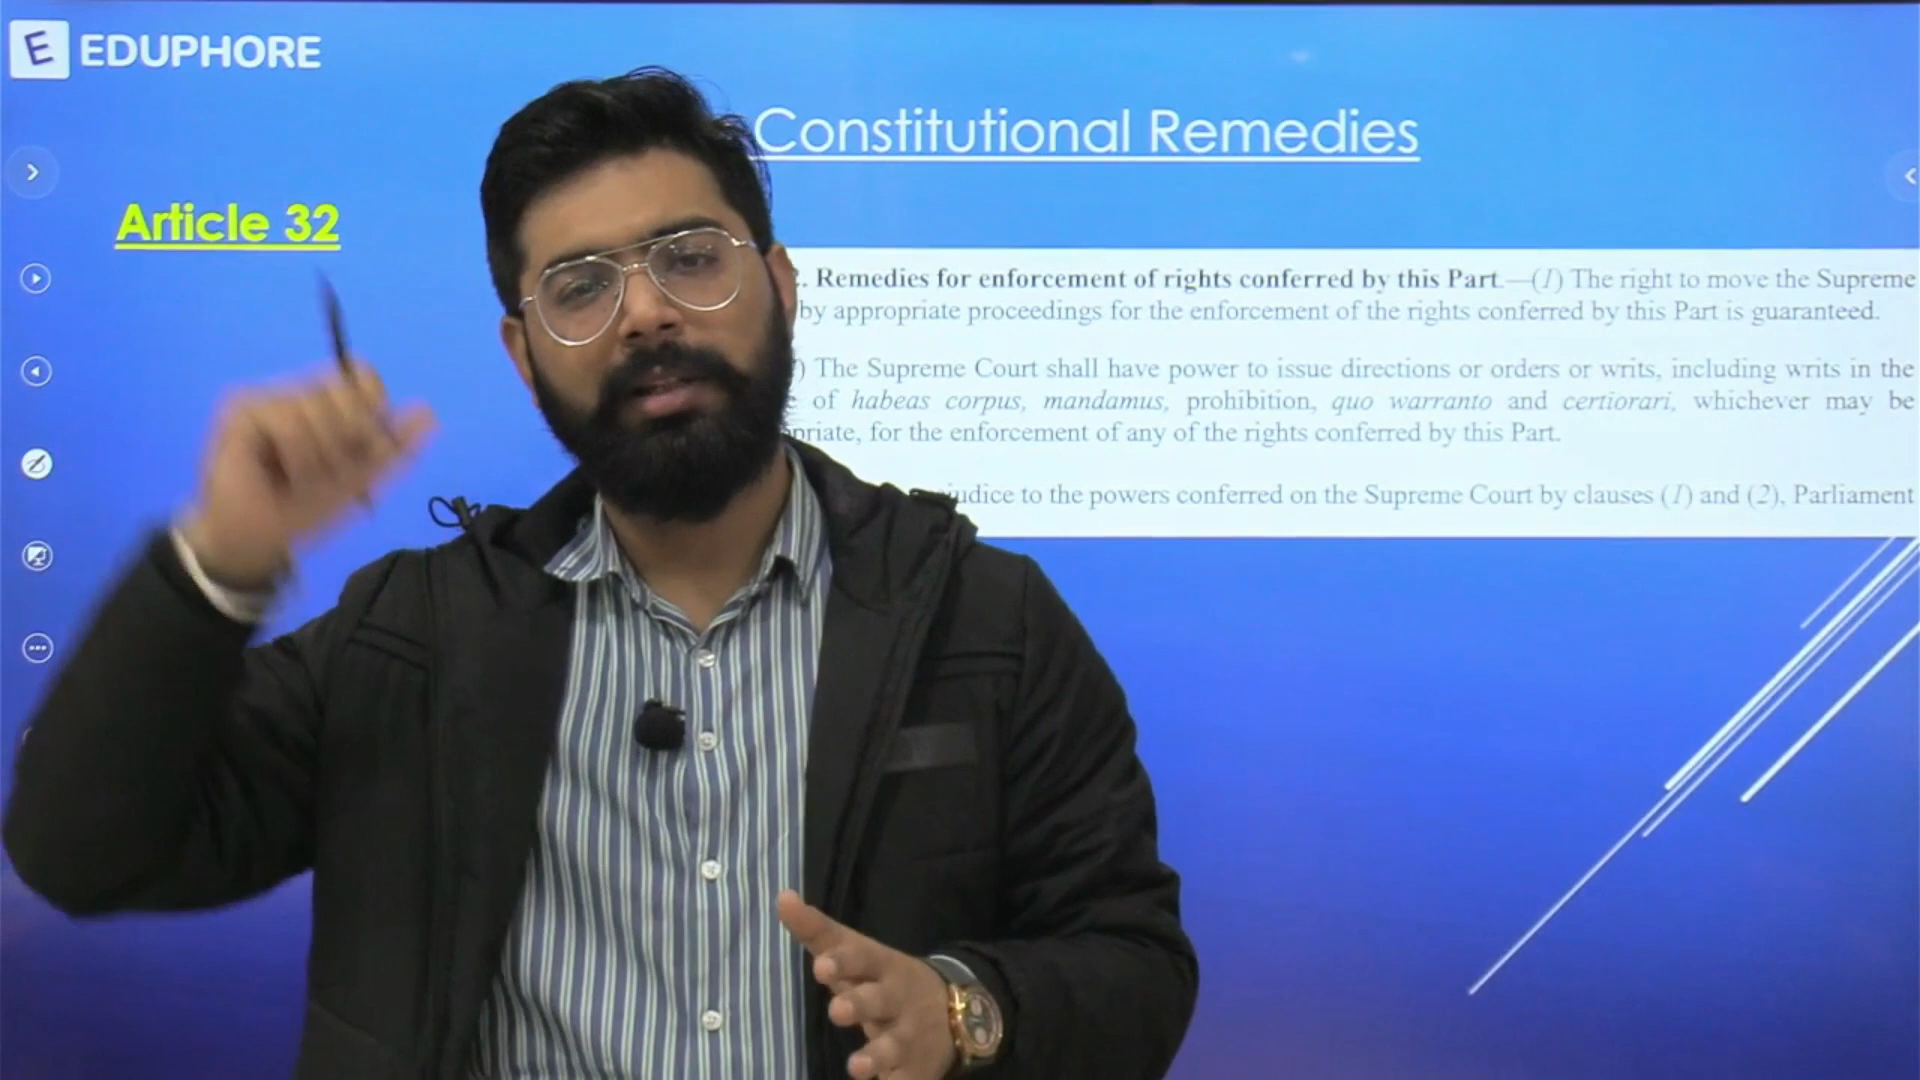 E EDUPHORE
Constitutional Remedies
Article 32
. Remedies for enforcement of rights conferred by this Part.—(1) The right to move the Supreme
by appropriate proceedings for the enforcement of the rights conferred by this Part is guaranteed.
) The Supreme Court shall have power to issue directions or orders or writs, including writs in the
of habeas corpus, mandamus, prohibition, quo warranto and certiorari, whichever may be
priate, for the enforcement of any of the rights conferred by this Part.
udice to the powers conferred on the Supreme Court by clauses (1) and (2), Parliament